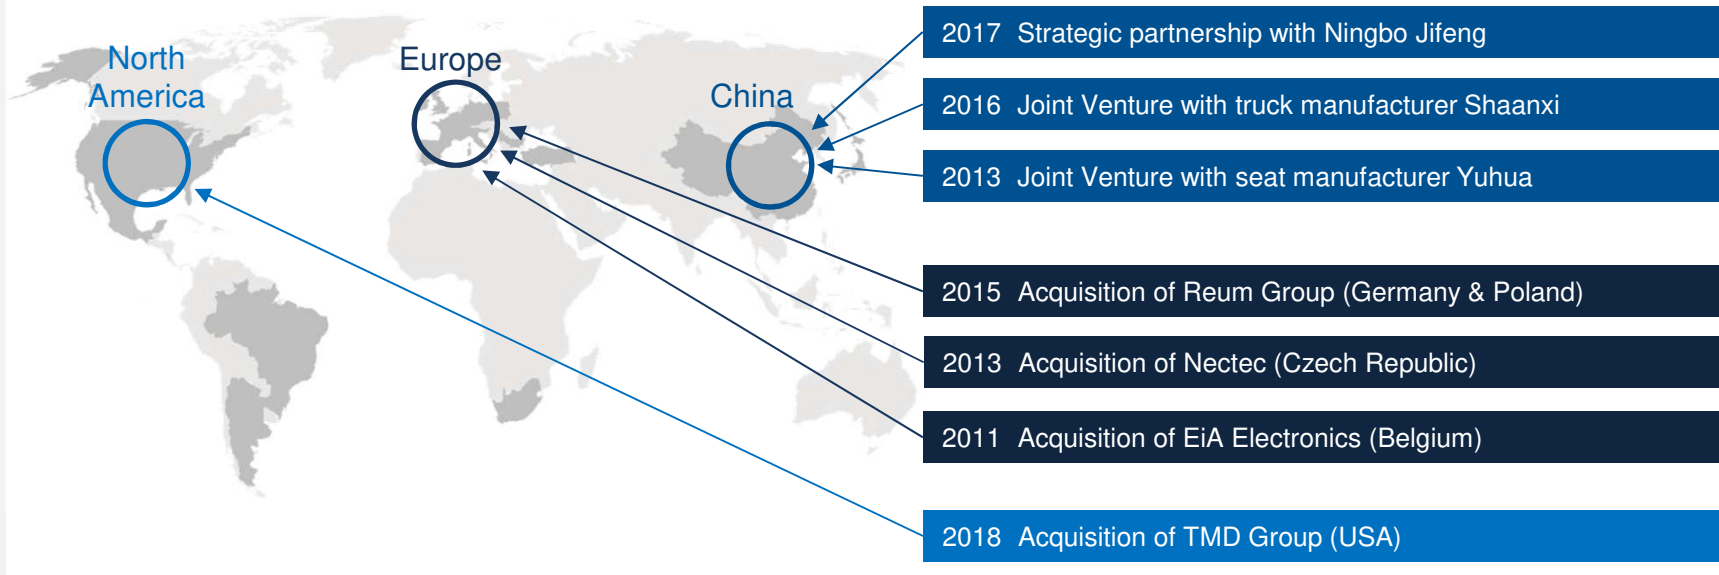 North
America
Europe
China
2017 Strategic partnership with Ningbo Jifeng
2016 Joint Venture with truck manufacturer Shaanxi
2013 Joint Venture with seat manufacturer Yuhua
2015 Acquisition of Reum Group (Germany & Poland)
2013 Acquisition of Nectec (Czech Republic)
2011 Acquisition of EiA Electronics (Belgium)
2018 Acquisition of TMD Group (USA)